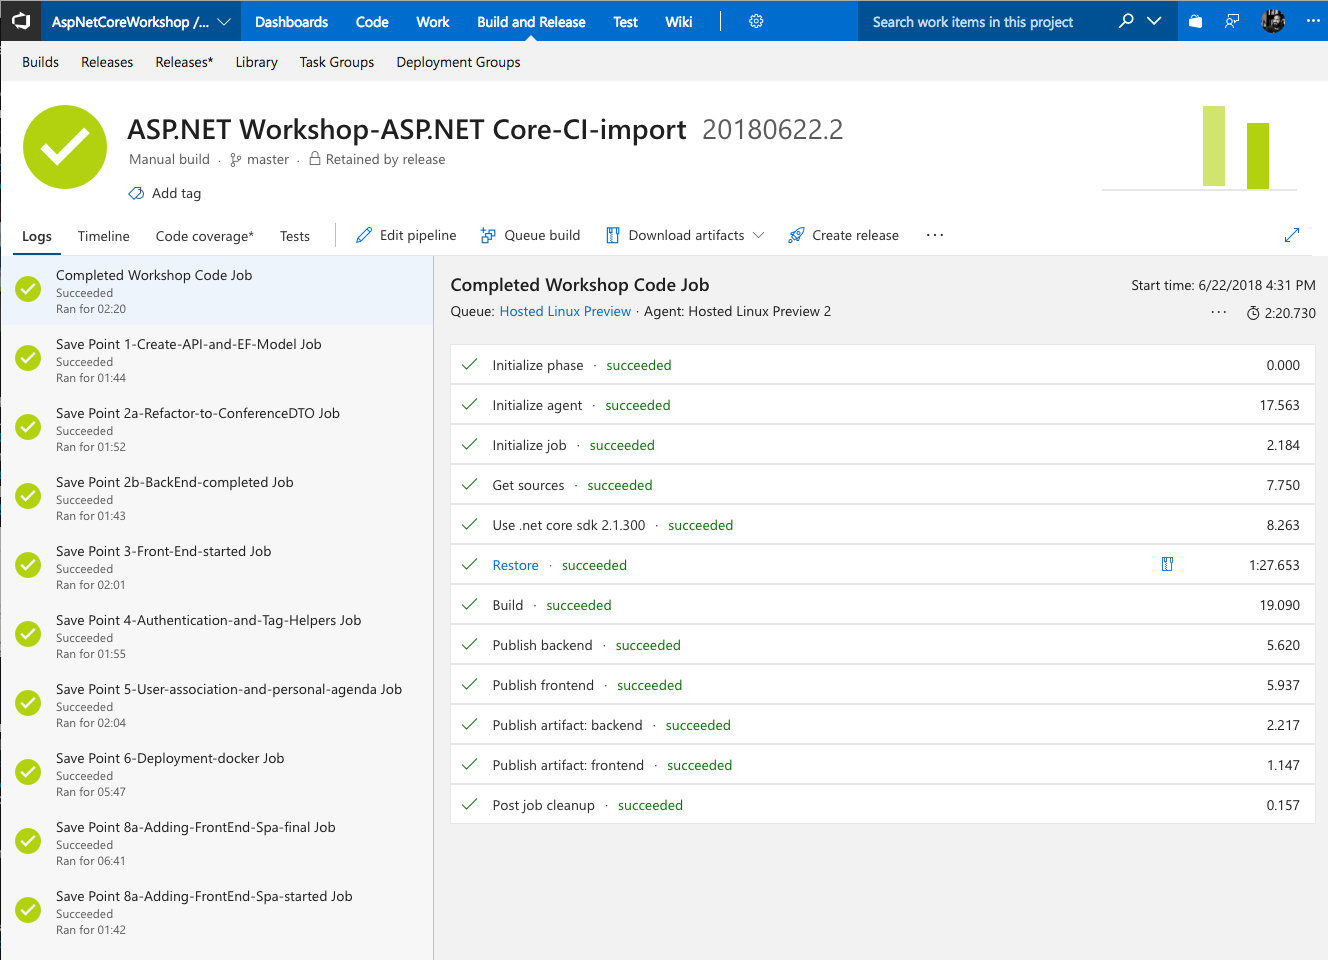 AspNetCoreWorkshop /... Dashboards Code Work Build and Release Test Wiki Search work items in this project
Builds Releases Releases* Library Task Groups Deployment Groups
ASP.NET Workshop-ASP.NET Core-CI-import 20180622.2
Manual build · master · Retained by release
Add tag
Logs Timeline Code coverage* Tests Edit pipeline Queue build Download artifacts Create release ...
Completed Workshop Code Job
Succeeded
Ran for 02:20
Save Point 1-Create-API-and-EF-Model Job
Succeeded
Ran for 01:44
Save Point 2a-Refactor-to-ConferenceDTO Job
Succeeded
Ran for 01:52
Save Point 2b-BackEnd-completed Job
Succeeded
Ran for 01:43
Save Point 3-Front-End-started Job
Succeeded
Ran for 02:01
Save Point 4-Authentication-and-Tag-Helpers Job
Succeeded
Ran for 01:55
Save Point 5-User-association-and-personal-agenda Job
Succeeded
Ran for 02:04
Save Point 6-Deployment-docker Job
Succeeded
Ran for 05:47
Save Point 8a-Adding-FrontEnd-Spa-final Job
Succeeded
Ran for 06:41
Save Point 8a-Adding-FrontEnd-Spa-started Job
Succeeded
Ran for 01:42
Completed Workshop Code Job Start time: 6/22/2018 4:31 PM
Queue: Hosted Linux Preview · Agent: Hosted Linux Preview 2 ... 2:20.730
Initialize phase · succeeded 0.000
Initialize agent · succeeded 17.563
Initialize job · succeeded 2.184
Get sources · succeeded 7.750
Use .net core sdk 2.1.300 · succeeded 8.263
Restore · succeeded 1:27.653
Build · succeeded 19.090
Publish backend · succeeded 5.620
Publish frontend · succeeded 5.937
Publish artifact: backend · succeeded 2.217
Publish artifact: frontend · succeeded 1.147
Post job cleanup · succeeded 0.157